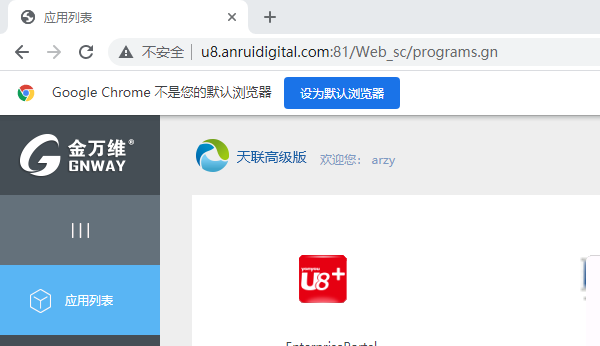 应用列表
不安全 | u8.anruidigital.com:81/Web_sc/programs.gn
Google Chrome 不是您的默认浏览器 设为默认浏览器
金万维®
GNWAY
天联高级版 欢迎您： arzy
yonyou
U8+
应用列表
EnterprisePortal